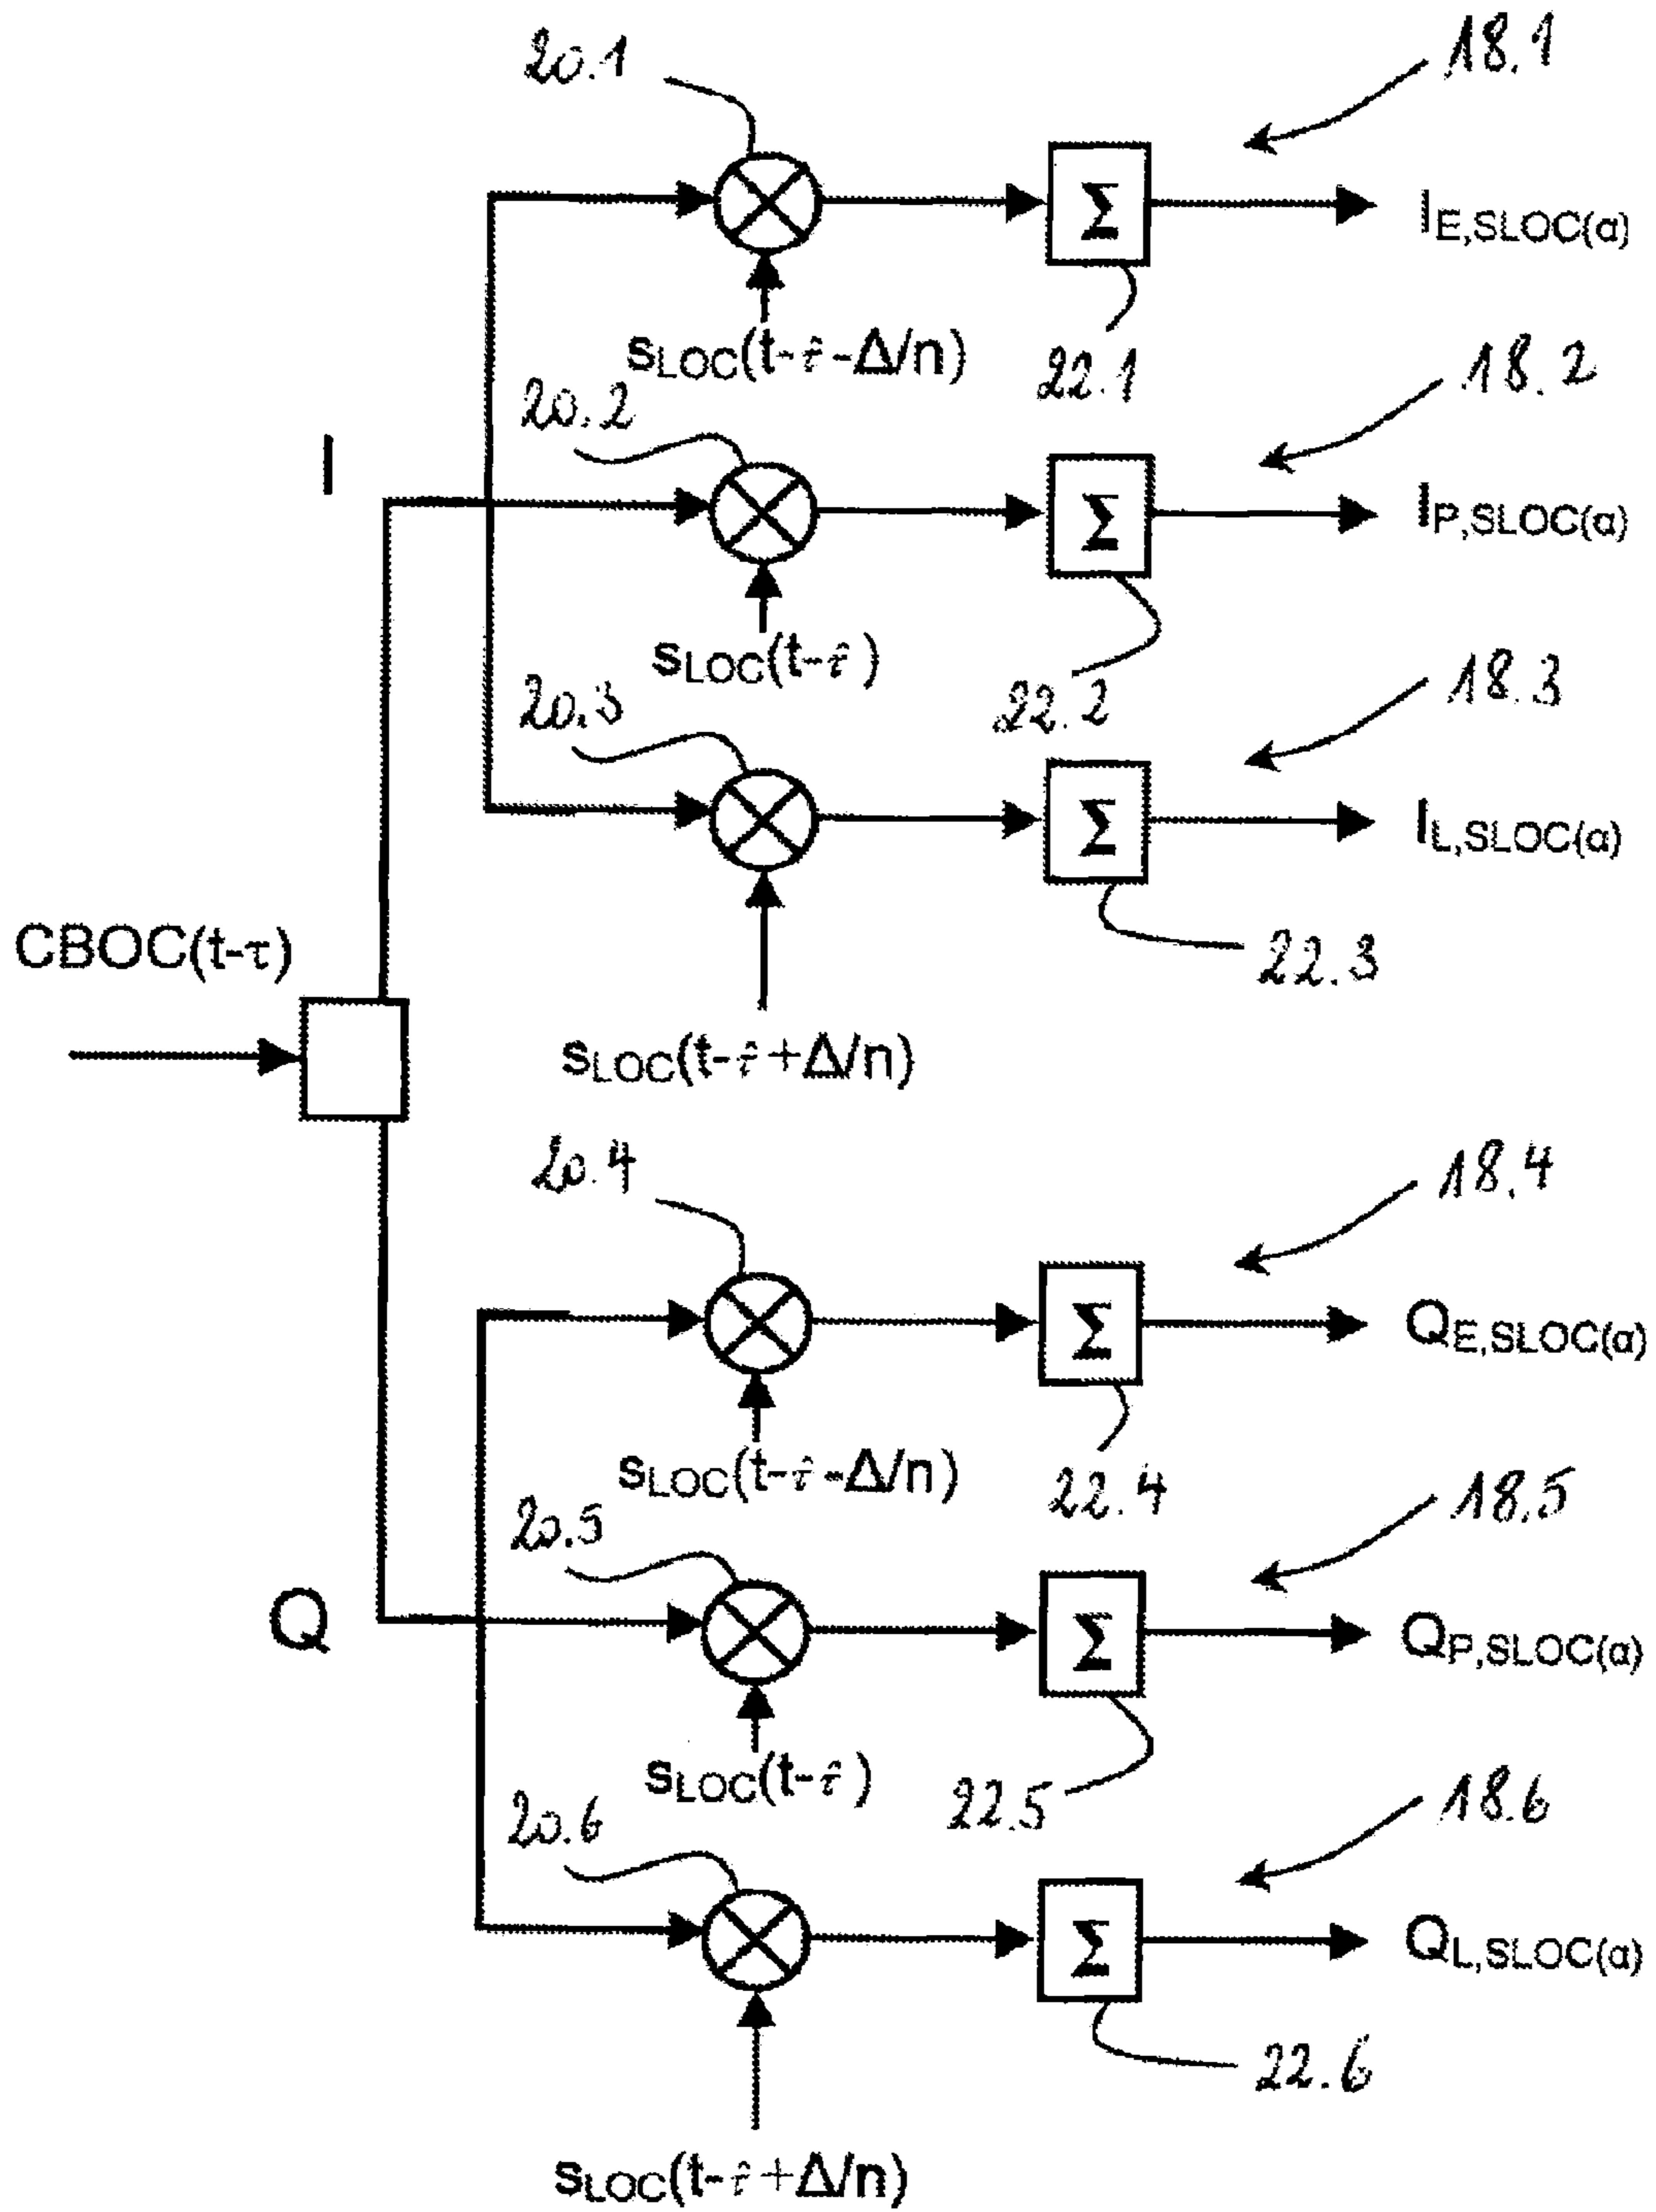 20.1
18.1
Σ
I_E,SLOC(α)
s_LOC(t-τ̂-Δ/n)
22.1
18.2
20.2
I
Σ
I_P,SLOC(α)
s_LOC(t-τ̂)
22.2
18.3
20.3
Σ
I_L,SLOC(α)
CBOC(t-τ)
22.3
s_LOC(t-τ̂+Δ/n)
20.4
18.4
Σ
Q_E,SLOC(α)
s_LOC(t-τ̂-Δ/n)
22.4
18.5
20.5
Q
Σ
Q_P,SLOC(α)
s_LOC(t-τ̂)
22.5
18.6
20.6
Σ
Q_L,SLOC(α)
22.6
s_LOC(t-τ̂+Δ/n)